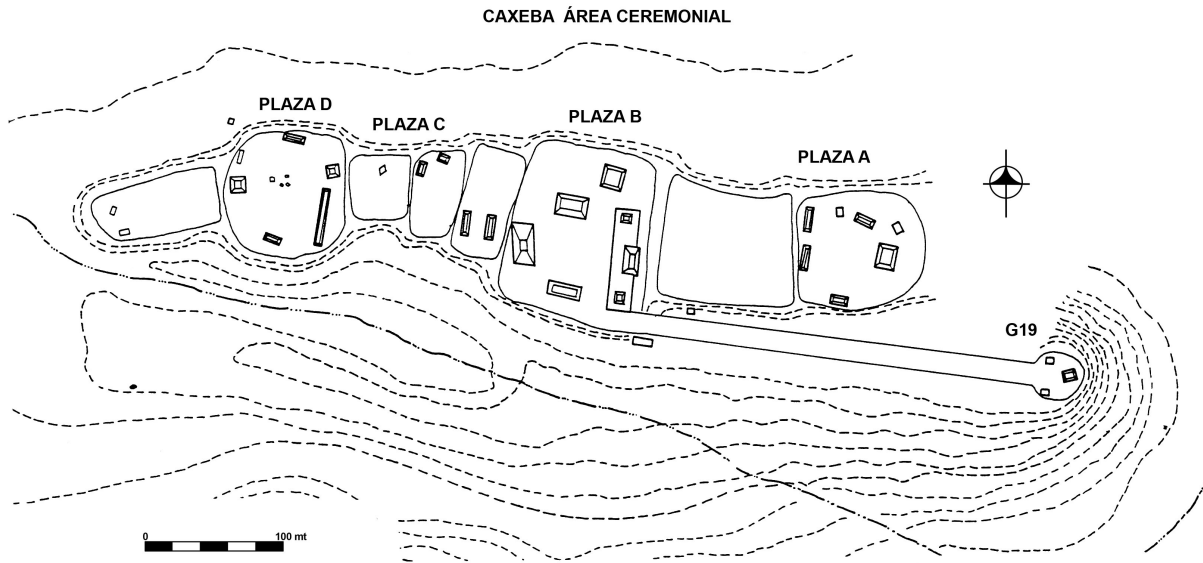 CAXEBA ÁREA CEREMONIAL
PLAZA D
PLAZA C
PLAZA B
PLAZA A
G19
0 100 mt